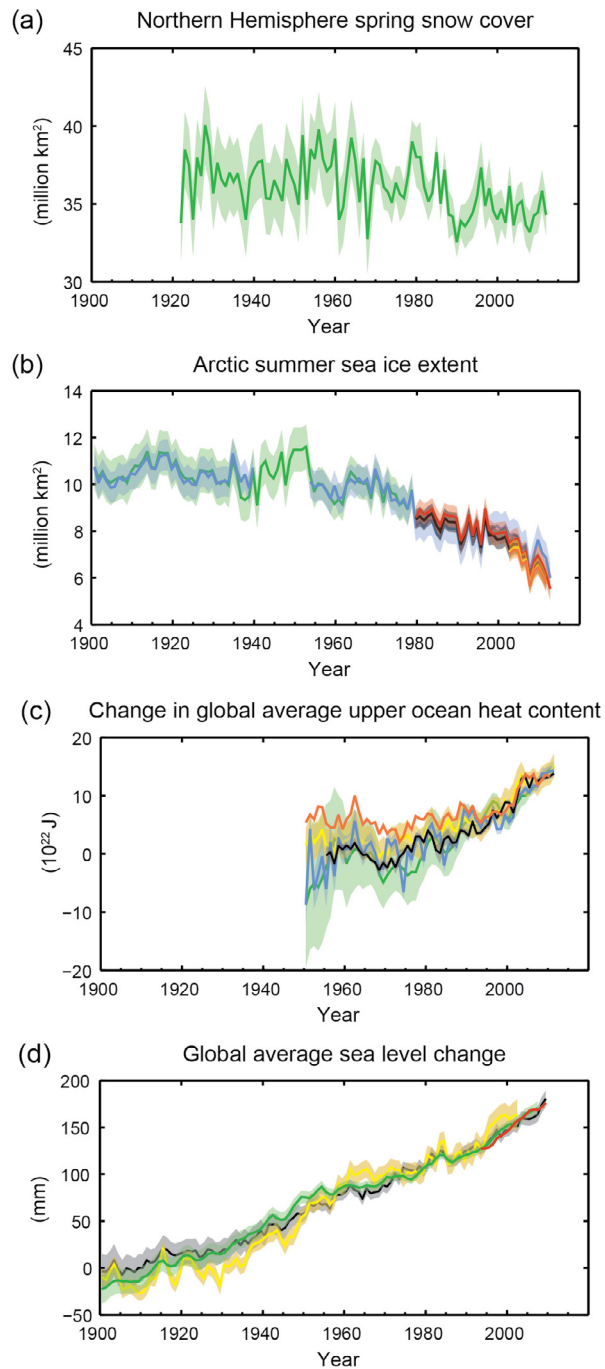 (a) Northern Hemisphere spring snow cover
45
40
35
30
(million km²)
1900 1920 1940 1960 1980 2000
Year
(b) Arctic summer sea ice extent
14
12
10
8
6
4
(million km²)
1900 1920 1940 1960 1980 2000
Year
(c) Change in global average upper ocean heat content
20
10
0
−10
−20
(10²² J)
1900 1920 1940 1960 1980 2000
Year
(d) Global average sea level change
200
150
100
50
0
−50
(mm)
1900 1920 1940 1960 1980 2000
Year